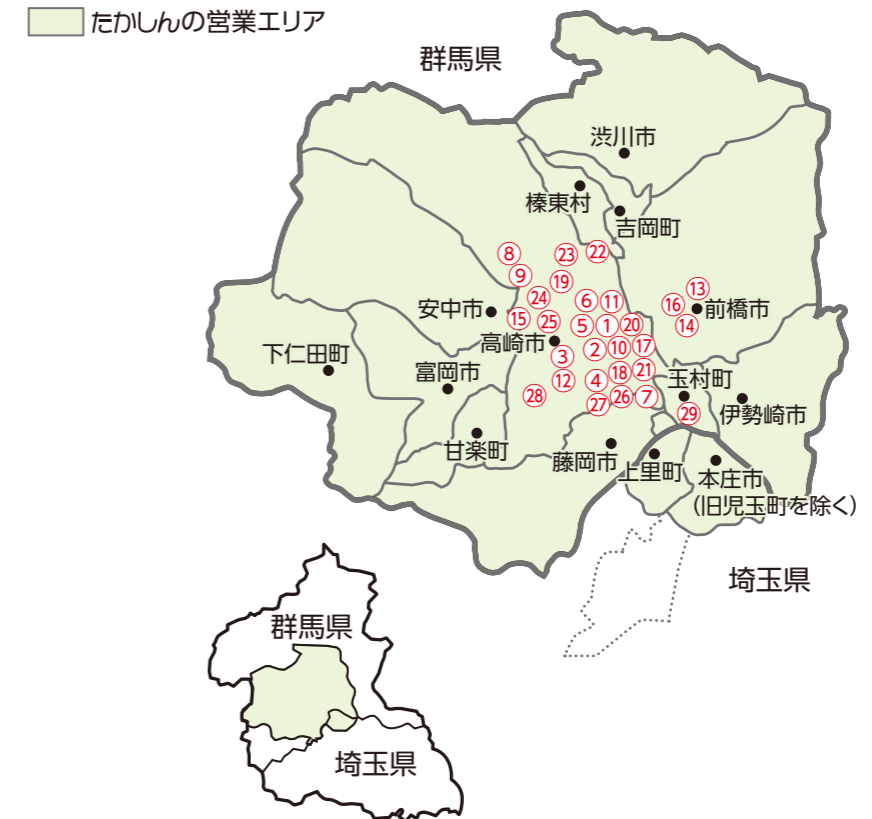 たかしんの営業エリア
群馬県
渋川市
榛東村
吉岡町
⑧
㉓
㉒
⑨
⑲
⑬
㉔
⑥
⑪
⑯
前橋市
安中市
⑮
㉕
⑤
①
⑳
⑭
高崎市
③
②
⑩
⑰
下仁田町
富岡市
⑫
④
⑱
㉑
玉村町
㉘
㉗
㉖
⑦
㉙
伊勢崎市
甘楽町
藤岡市
上里町
本庄市
(旧児玉町を除く)
埼玉県
群馬県
埼玉県